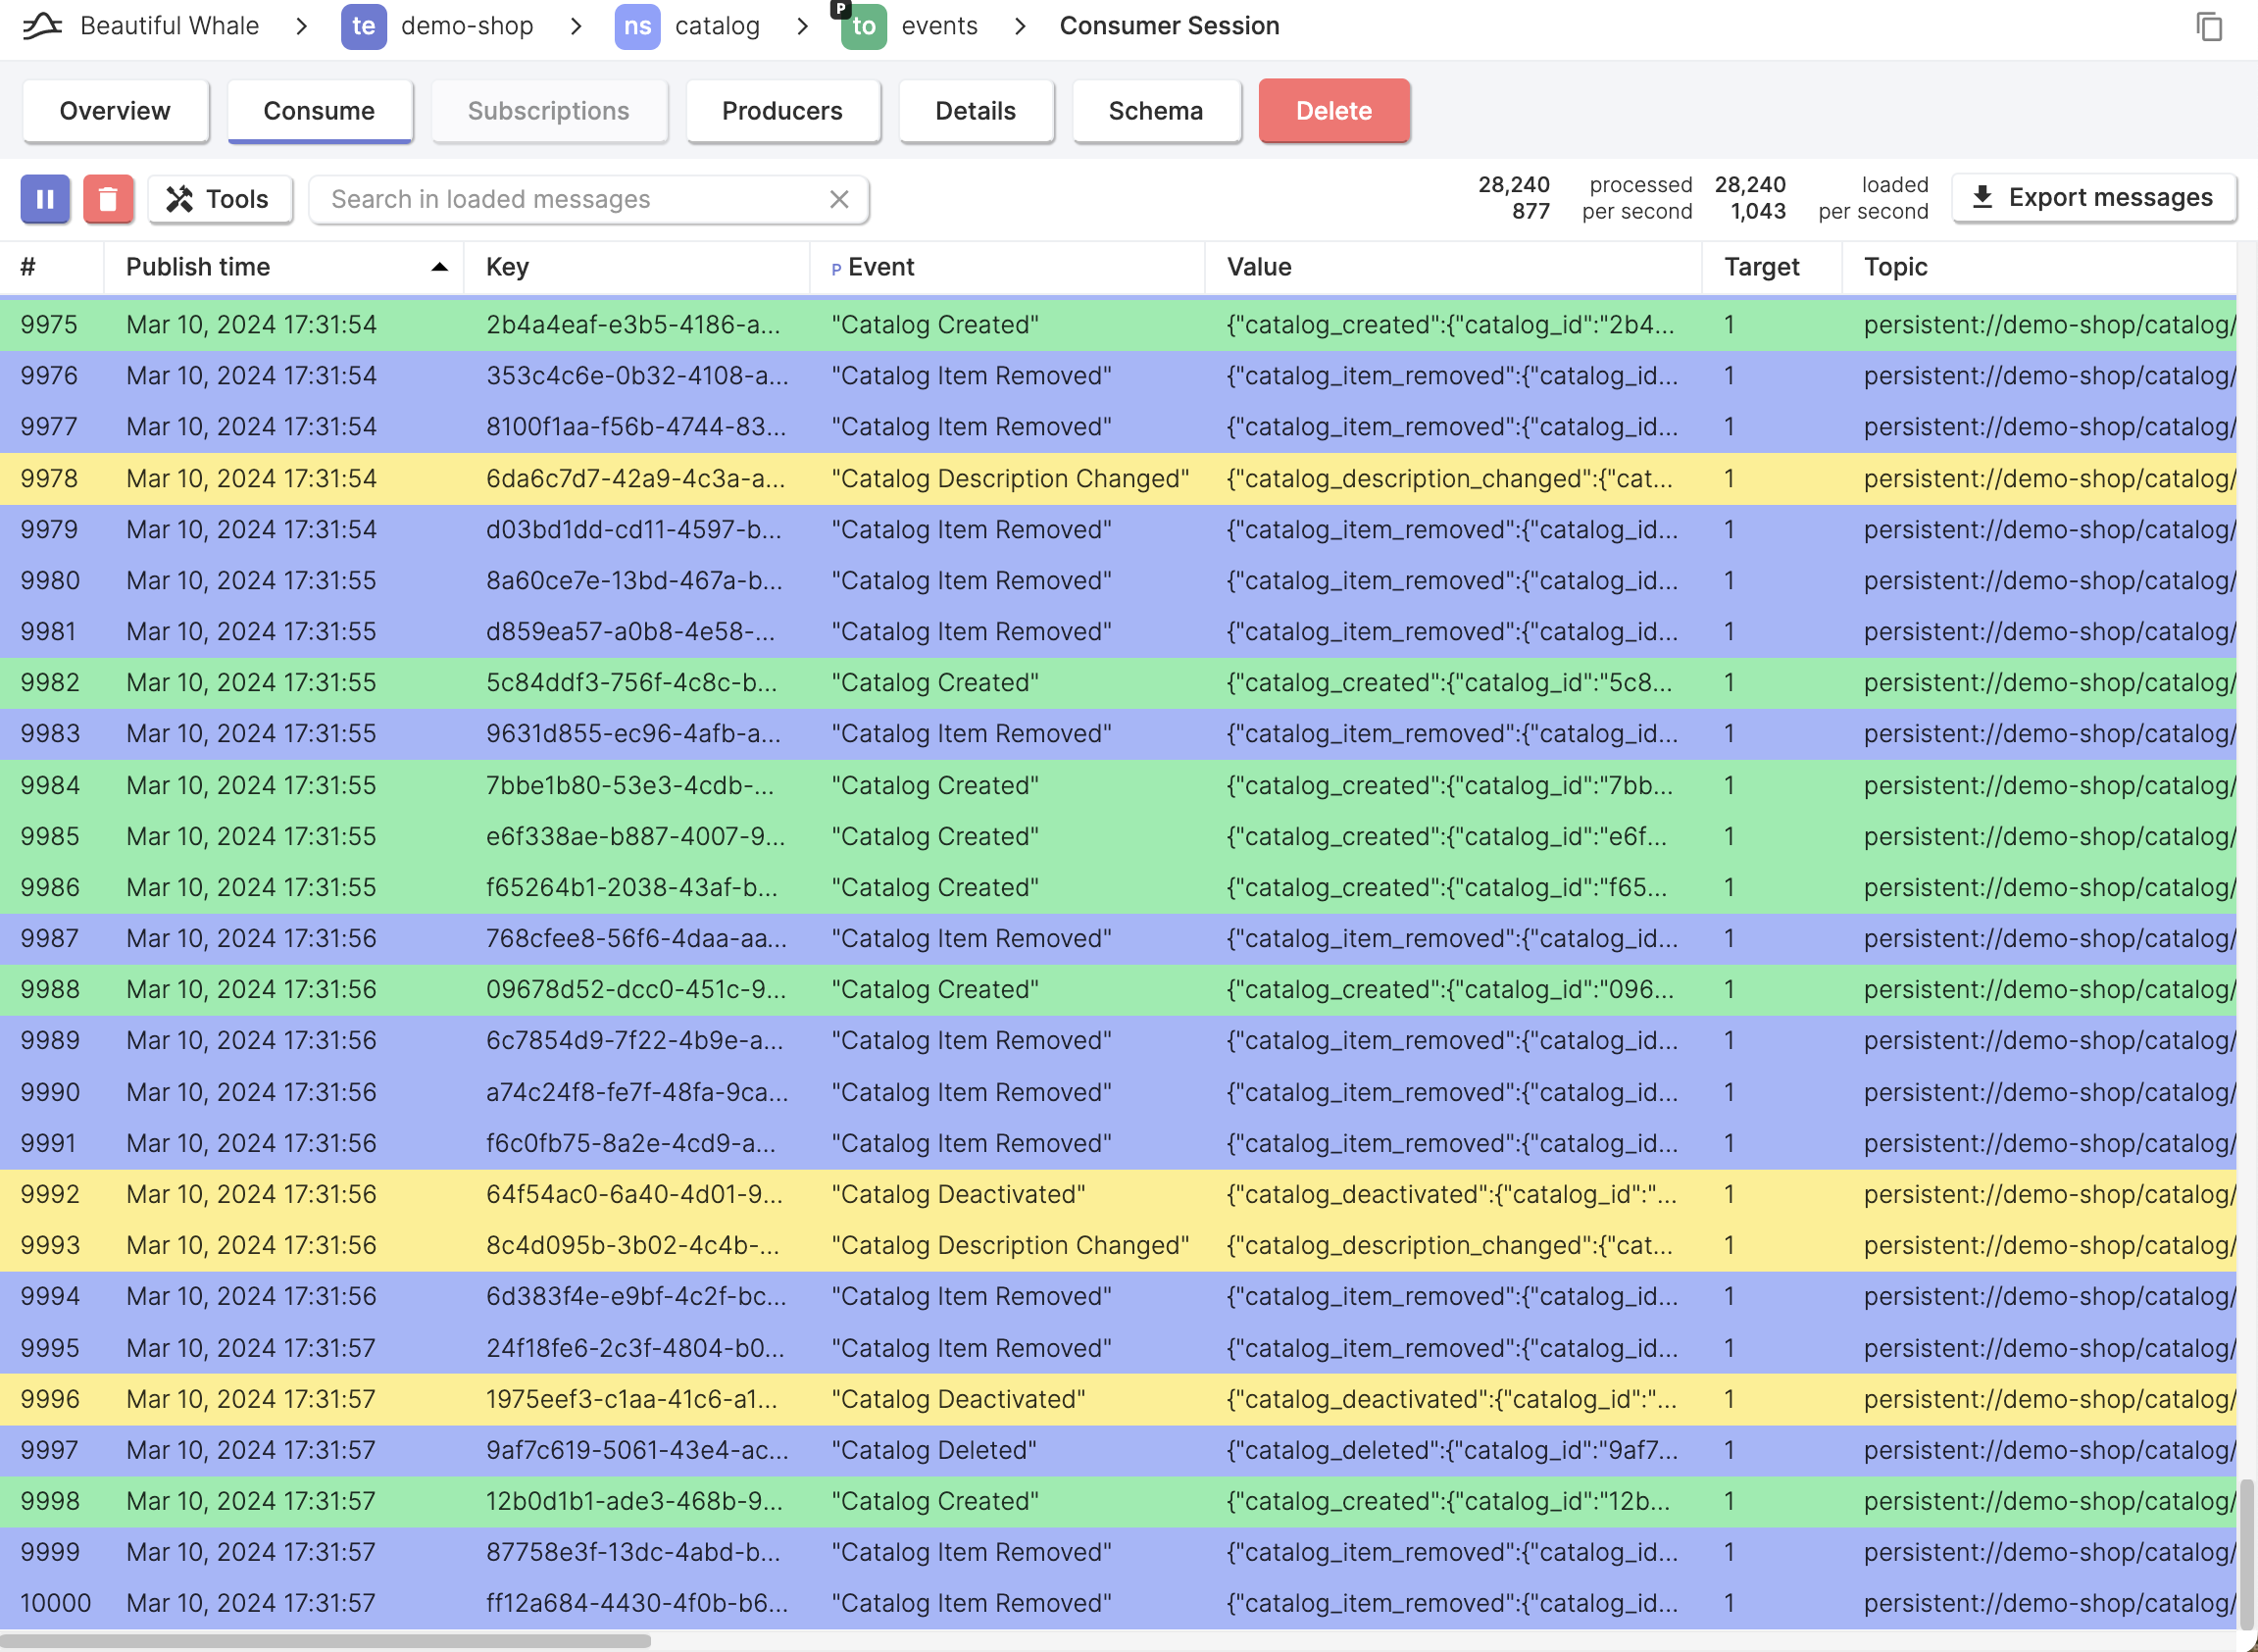 Beautiful Whale > te demo-shop > ns catalog > P to events > Consumer Session
Overview Consume Subscriptions Producers Details Schema Delete
Tools Search in loaded messages 28,240 processed 28,240 loaded Export messages
877 per second 1,043 per second
# Publish time Key P Event Value Target Topic
9975 Mar 10, 2024 17:31:54 2b4a4eaf-e3b5-4186-a... "Catalog Created" {"catalog_created":{"catalog_id":"2b4... 1 persistent://demo-shop/catalog/
9976 Mar 10, 2024 17:31:54 353c4c6e-0b32-4108-a... "Catalog Item Removed" {"catalog_item_removed":{"catalog_id... 1 persistent://demo-shop/catalog/
9977 Mar 10, 2024 17:31:54 8100f1aa-f56b-4744-83... "Catalog Item Removed" {"catalog_item_removed":{"catalog_id... 1 persistent://demo-shop/catalog/
9978 Mar 10, 2024 17:31:54 6da6c7d7-42a9-4c3a-a... "Catalog Description Changed" {"catalog_description_changed":{"cat... 1 persistent://demo-shop/catalog/
9979 Mar 10, 2024 17:31:54 d03bd1dd-cd11-4597-b... "Catalog Item Removed" {"catalog_item_removed":{"catalog_id... 1 persistent://demo-shop/catalog/
9980 Mar 10, 2024 17:31:55 8a60ce7e-13bd-467a-b... "Catalog Item Removed" {"catalog_item_removed":{"catalog_id... 1 persistent://demo-shop/catalog/
9981 Mar 10, 2024 17:31:55 d859ea57-a0b8-4e58-... "Catalog Item Removed" {"catalog_item_removed":{"catalog_id... 1 persistent://demo-shop/catalog/
9982 Mar 10, 2024 17:31:55 5c84ddf3-756f-4c8c-b... "Catalog Created" {"catalog_created":{"catalog_id":"5c8... 1 persistent://demo-shop/catalog/
9983 Mar 10, 2024 17:31:55 9631d855-ec96-4afb-a... "Catalog Item Removed" {"catalog_item_removed":{"catalog_id... 1 persistent://demo-shop/catalog/
9984 Mar 10, 2024 17:31:55 7bbe1b80-53e3-4cdb-... "Catalog Created" {"catalog_created":{"catalog_id":"7bb... 1 persistent://demo-shop/catalog/
9985 Mar 10, 2024 17:31:55 e6f338ae-b887-4007-9... "Catalog Created" {"catalog_created":{"catalog_id":"e6f... 1 persistent://demo-shop/catalog/
9986 Mar 10, 2024 17:31:55 f65264b1-2038-43af-b... "Catalog Created" {"catalog_created":{"catalog_id":"f65... 1 persistent://demo-shop/catalog/
9987 Mar 10, 2024 17:31:56 768cfee8-56f6-4daa-aa... "Catalog Item Removed" {"catalog_item_removed":{"catalog_id... 1 persistent://demo-shop/catalog/
9988 Mar 10, 2024 17:31:56 09678d52-dcc0-451c-9... "Catalog Created" {"catalog_created":{"catalog_id":"096... 1 persistent://demo-shop/catalog/
9989 Mar 10, 2024 17:31:56 6c7854d9-7f22-4b9e-a... "Catalog Item Removed" {"catalog_item_removed":{"catalog_id... 1 persistent://demo-shop/catalog/
9990 Mar 10, 2024 17:31:56 a74c24f8-fe7f-48fa-9ca... "Catalog Item Removed" {"catalog_item_removed":{"catalog_id... 1 persistent://demo-shop/catalog/
9991 Mar 10, 2024 17:31:56 f6c0fb75-8a2e-4cd9-a... "Catalog Item Removed" {"catalog_item_removed":{"catalog_id... 1 persistent://demo-shop/catalog/
9992 Mar 10, 2024 17:31:56 64f54ac0-6a40-4d01-9... "Catalog Deactivated" {"catalog_deactivated":{"catalog_id":"... 1 persistent://demo-shop/catalog/
9993 Mar 10, 2024 17:31:56 8c4d095b-3b02-4c4b-... "Catalog Description Changed" {"catalog_description_changed":{"cat... 1 persistent://demo-shop/catalog/
9994 Mar 10, 2024 17:31:56 6d383f4e-e9bf-4c2f-bc... "Catalog Item Removed" {"catalog_item_removed":{"catalog_id... 1 persistent://demo-shop/catalog/
9995 Mar 10, 2024 17:31:57 24f18fe6-2c3f-4804-b0... "Catalog Item Removed" {"catalog_item_removed":{"catalog_id... 1 persistent://demo-shop/catalog/
9996 Mar 10, 2024 17:31:57 1975eef3-c1aa-41c6-a1... "Catalog Deactivated" {"catalog_deactivated":{"catalog_id":"... 1 persistent://demo-shop/catalog/
9997 Mar 10, 2024 17:31:57 9af7c619-5061-43e4-ac... "Catalog Deleted" {"catalog_deleted":{"catalog_id":"9af7... 1 persistent://demo-shop/catalog/
9998 Mar 10, 2024 17:31:57 12b0d1b1-ade3-468b-9... "Catalog Created" {"catalog_created":{"catalog_id":"12b... 1 persistent://demo-shop/catalog/
9999 Mar 10, 2024 17:31:57 87758e3f-13dc-4abd-b... "Catalog Item Removed" {"catalog_item_removed":{"catalog_id... 1 persistent://demo-shop/catalog/
10000 Mar 10, 2024 17:31:57 ff12a684-4430-4f0b-b6... "Catalog Item Removed" {"catalog_item_removed":{"catalog_id... 1 persistent://demo-shop/catalog/